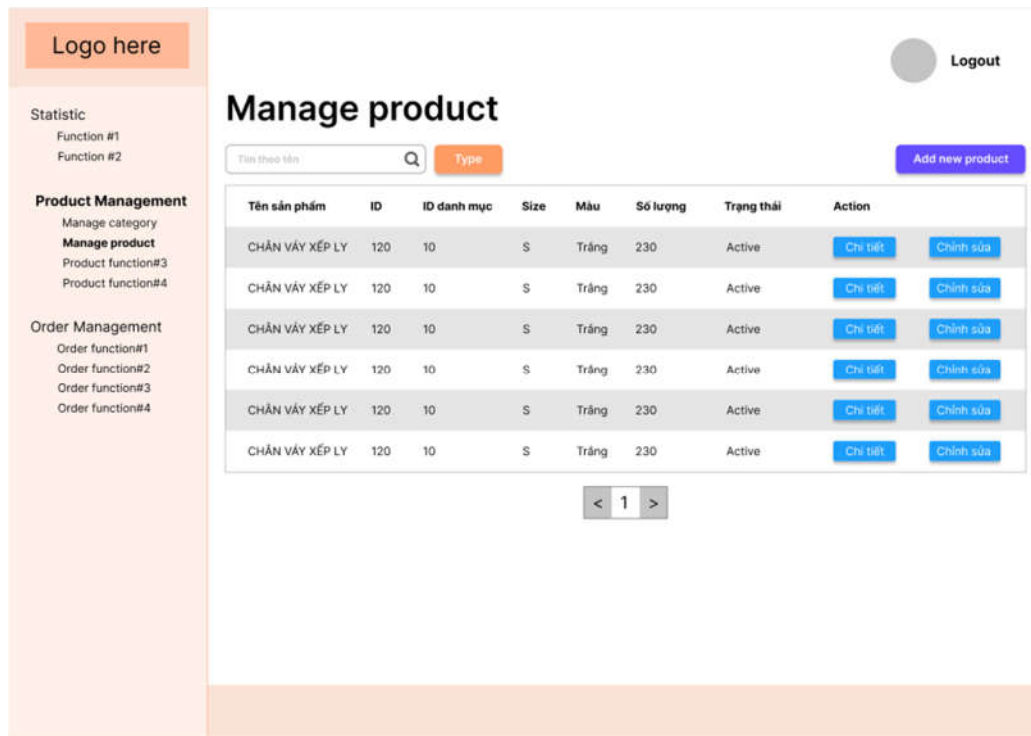 Logo here
Logout
Statistic
Function #1
Function #2
Product Management
Manage category
Manage product
Product function#3
Product function#4
Order Management
Order function#1
Order function#2
Order function#3
Order function#4
Manage product
Tìm theo tên
Type
Add new product
Tên sản phẩm ID ID danh mục Size Màu Số lượng Trạng thái Action
CHÂN VÁY XẾP LY 120 10 S Trắng 230 Active Chi tiết Chỉnh sửa
CHÂN VÁY XẾP LY 120 10 S Trắng 230 Active Chi tiết Chỉnh sửa
CHÂN VÁY XẾP LY 120 10 S Trắng 230 Active Chi tiết Chỉnh sửa
CHÂN VÁY XẾP LY 120 10 S Trắng 230 Active Chi tiết Chỉnh sửa
CHÂN VÁY XẾP LY 120 10 S Trắng 230 Active Chi tiết Chỉnh sửa
CHÂN VÁY XẾP LY 120 10 S Trắng 230 Active Chi tiết Chỉnh sửa
< 1 >